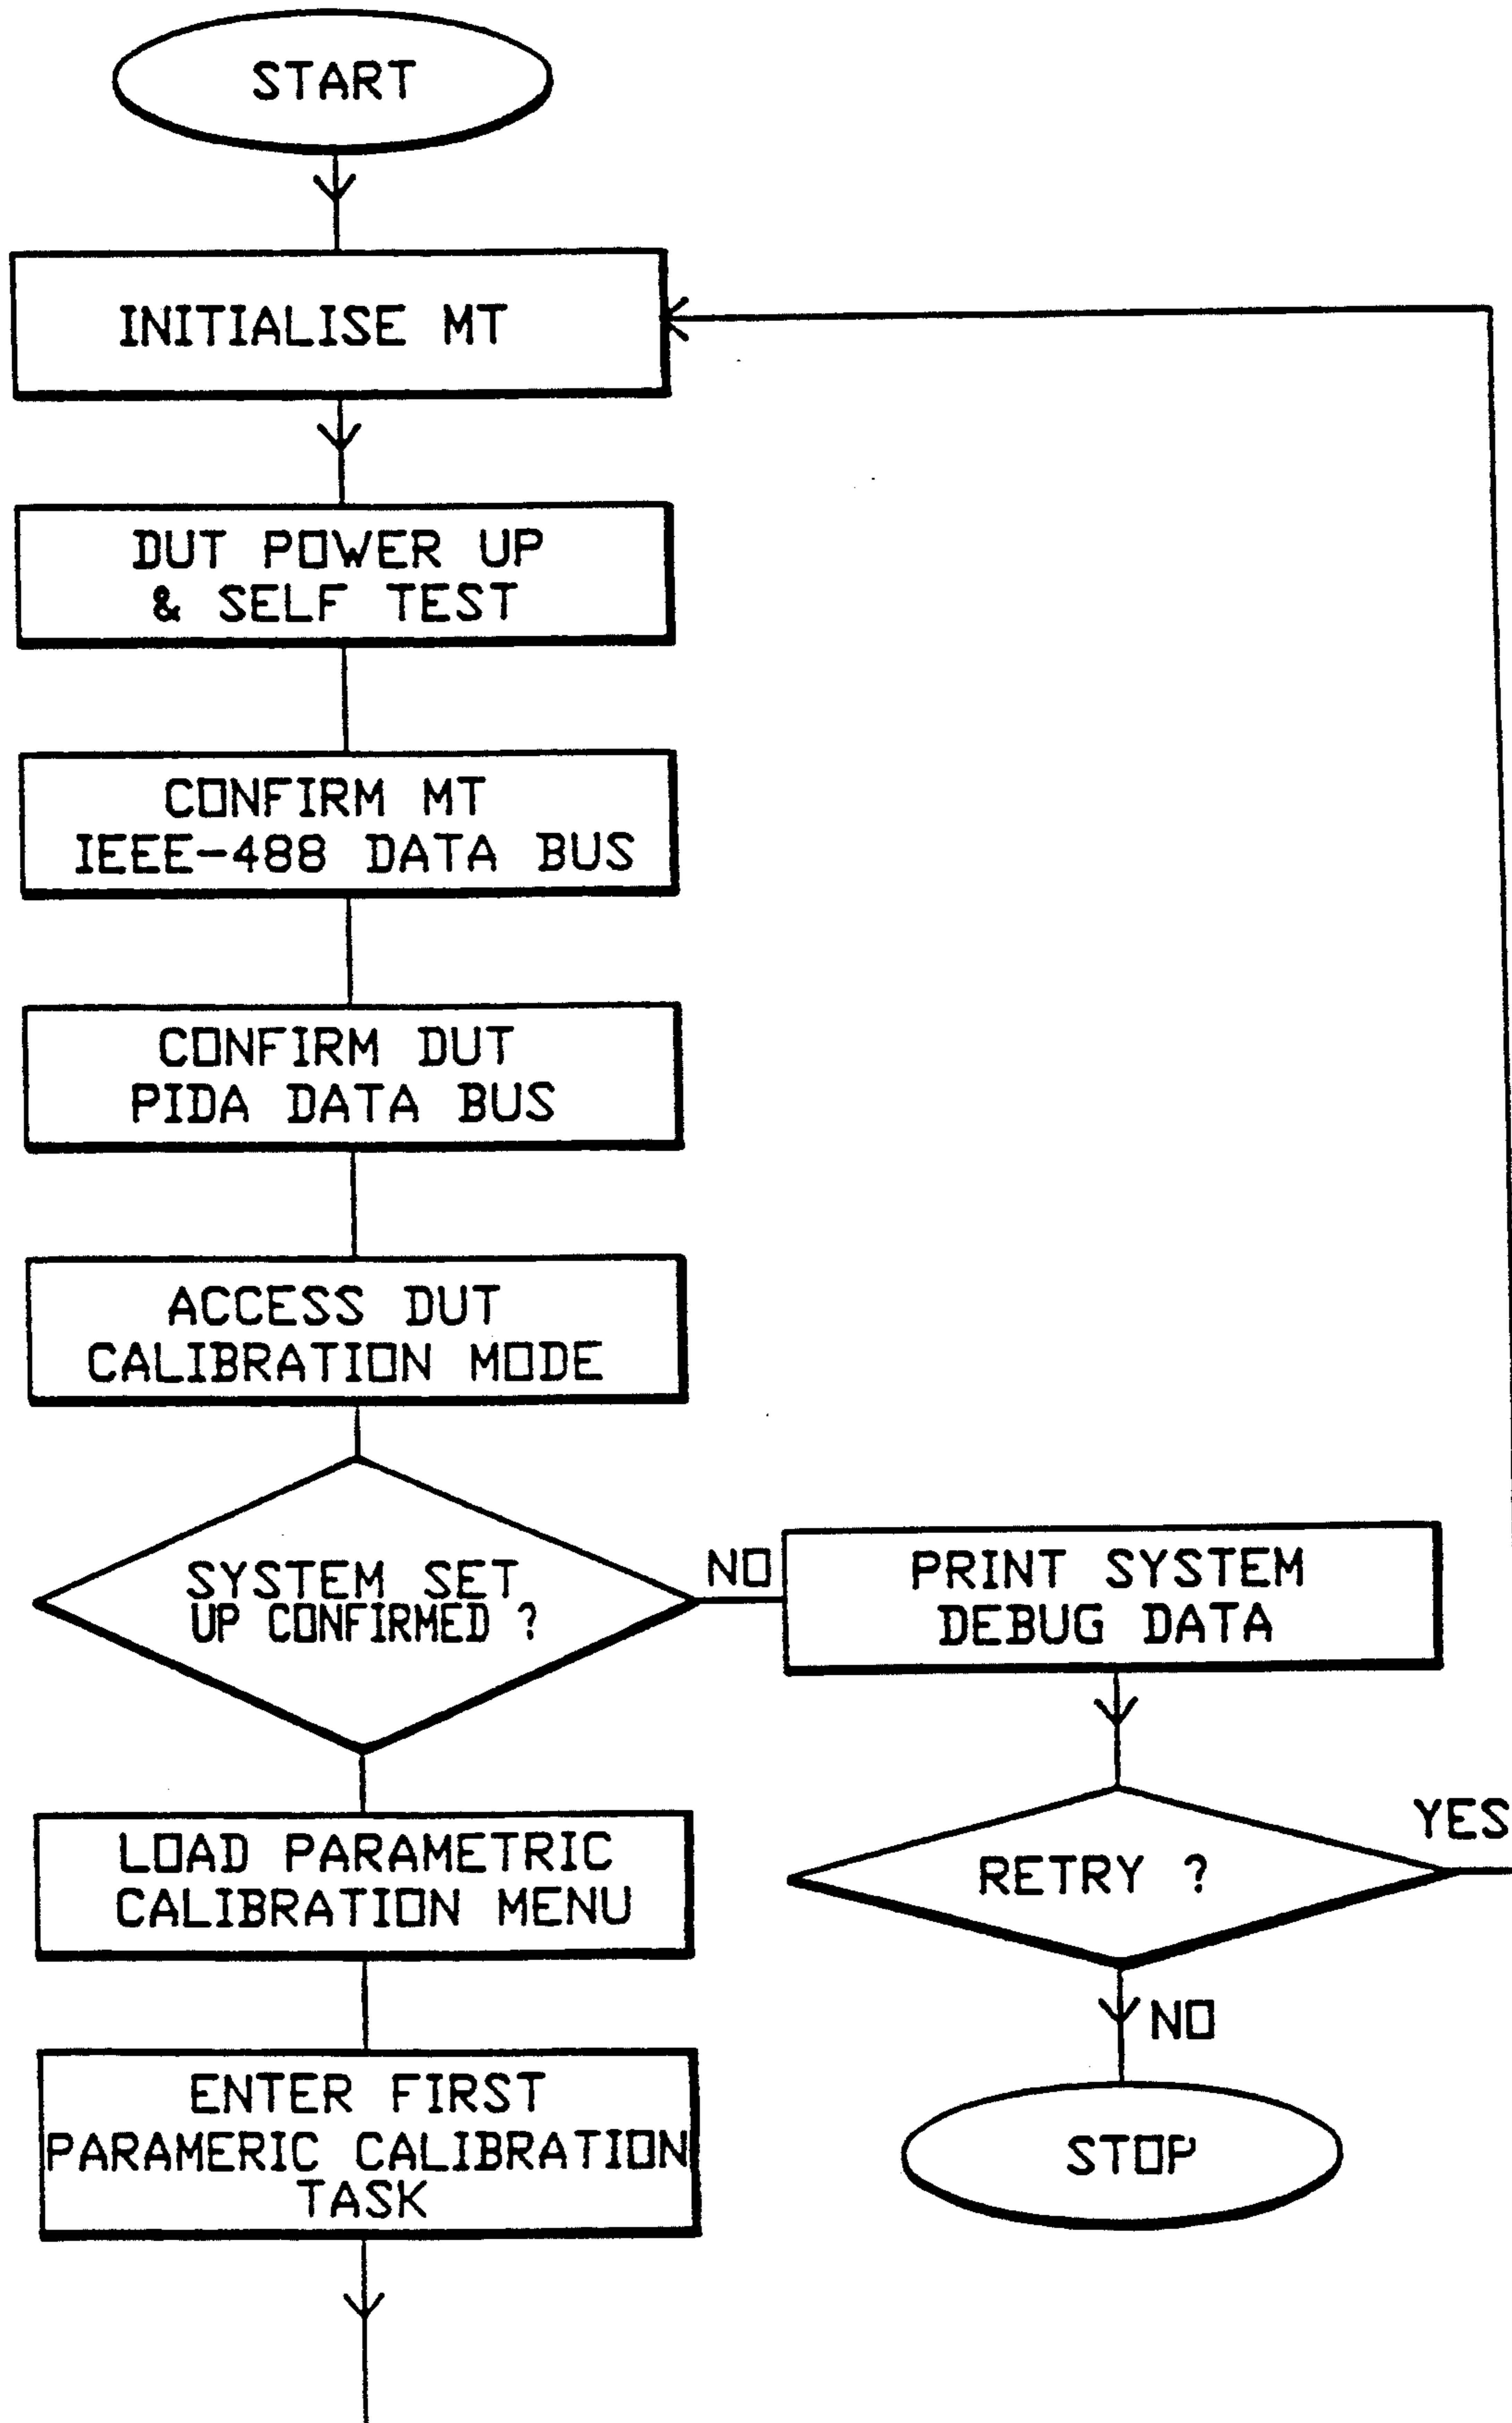 START
INITIALISE MT
DUT POWER UP
& SELF TEST
CONFIRM MT
IEEE-488 DATA BUS
CONFIRM DUT
PIDA DATA BUS
ACCESS DUT
CALIBRATION MODE
SYSTEM SET
UP CONFIRMED ?
NO
PRINT SYSTEM
DEBUG DATA
LOAD PARAMETRIC
CALIBRATION MENU
RETRY ?
YES
NO
ENTER FIRST
PARAMERIC CALIBRATION
TASK
STOP